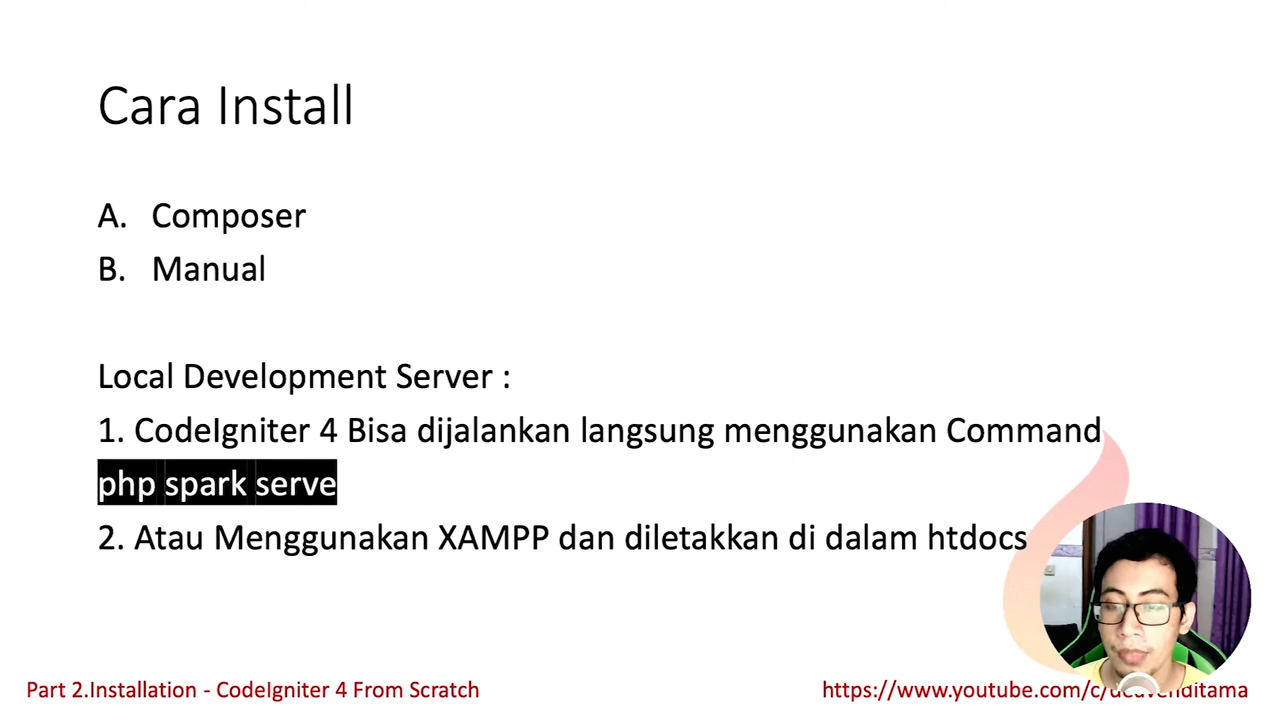 Cara Install
A. Composer
B. Manual
Local Development Server :
1. CodeIgniter 4 Bisa dijalankan langsung menggunakan Command
php spark serve
2. Atau Menggunakan XAMPP dan diletakkan di dalam htdocs
Part 2.Installation - CodeIgniter 4 From Scratch
https://www.youtube.com/c/deavenditama